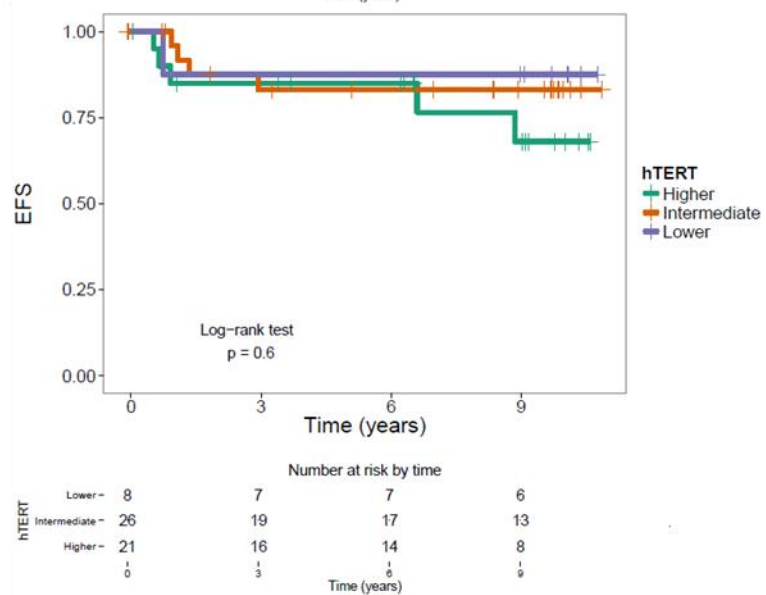 1.00
0.75
0.50
0.25
0.00
EFS
Log-rank test
p = 0.6
0 3 6 9
Time (years)
hTERT
Higher
Intermediate
Lower
Number at risk by time
hTERT
Lower 8 7 7 6
Intermediate 26 19 17 13
Higher 21 16 14 8
0 3 6 9
Time (years)